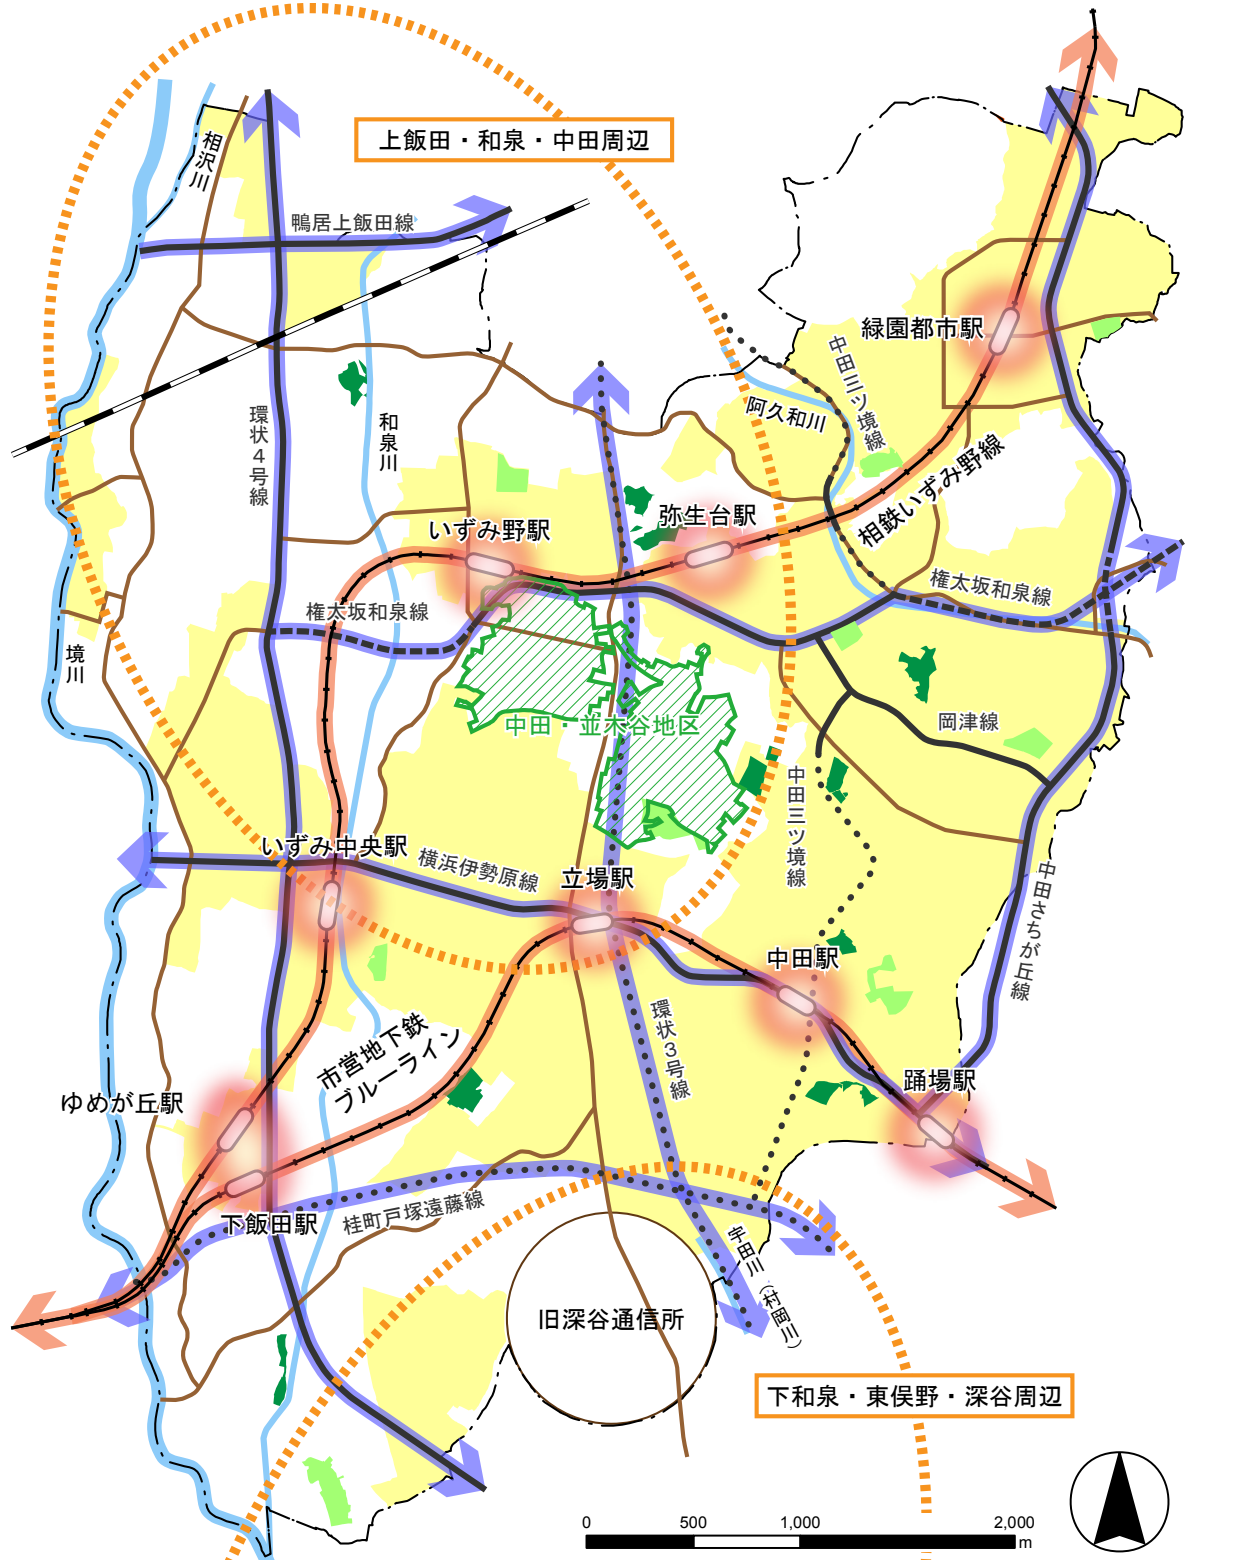 上飯田・和泉・中田周辺
相沢川
鴨居上飯田線
緑園都市駅
中田三ツ境線
阿久和川
環状4号線
和泉川
相鉄いずみ野線
弥生台駅
いずみ野駅
権太坂和泉線
権太坂和泉線
境川
岡津線
中田・並木谷地区
中田三ツ境線
いずみ中央駅
横浜伊勢原線
立場駅
中田さちが丘線
中田駅
環状3号線
市営地下鉄
ブルーライン
踊場駅
ゆめが丘駅
下飯田駅
桂町戸塚遠藤線
宇田川（村岡川）
旧深谷通信所
下和泉・東俣野・深谷周辺
0 500 1,000 2,000
m